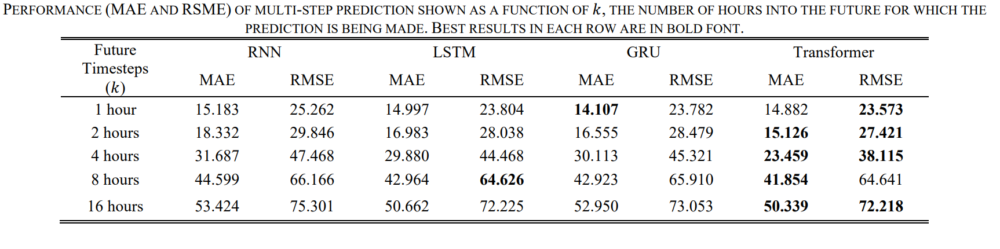 PERFORMANCE (MAE AND RSME) OF MULTI-STEP PREDICTION SHOWN AS A FUNCTION OF k, THE NUMBER OF HOURS INTO THE FUTURE FOR WHICH THE
PREDICTION IS BEING MADE. BEST RESULTS IN EACH ROW ARE IN BOLD FONT.
Future Timesteps (k) RNN LSTM GRU Transformer
MAE RMSE MAE RMSE MAE RMSE MAE RMSE
1 hour 15.183 25.262 14.997 23.804 14.107 23.782 14.882 23.573
2 hours 18.332 29.846 16.983 28.038 16.555 28.479 15.126 27.421
4 hours 31.687 47.468 29.880 44.468 30.113 45.321 23.459 38.115
8 hours 44.599 66.166 42.964 64.626 42.923 65.910 41.854 64.641
16 hours 53.424 75.301 50.662 72.225 52.950 73.053 50.339 72.218